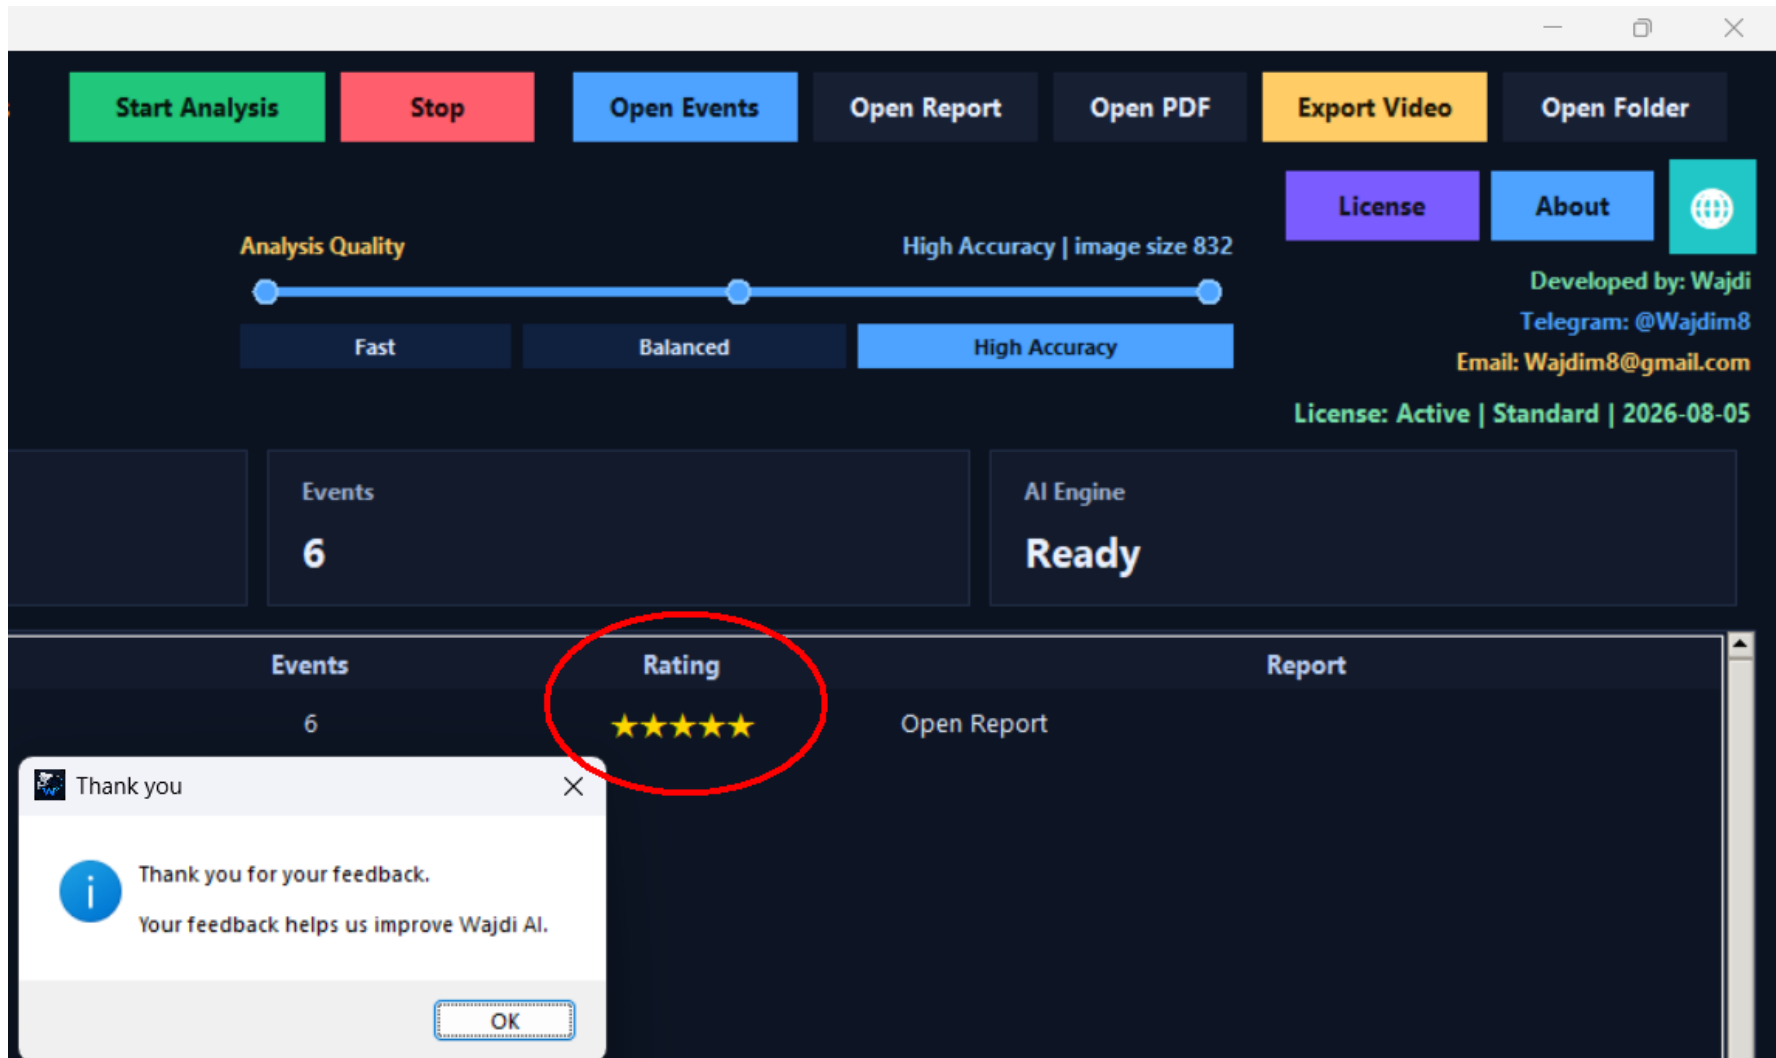 Start Analysis Stop Open Events Open Report Open PDF Export Video Open Folder
License About
Analysis Quality High Accuracy | image size 832
Developed by: Wajdi
Telegram: @Wajdim8
Fast Balanced High Accuracy
Email: Wajdim8@gmail.com
License: Active | Standard | 2026-08-05
Events AI Engine
6 Ready
Events Rating Report
6 ★★★★★ Open Report
Thank you
Thank you for your feedback.
Your feedback helps us improve Wajdi AI.
OK